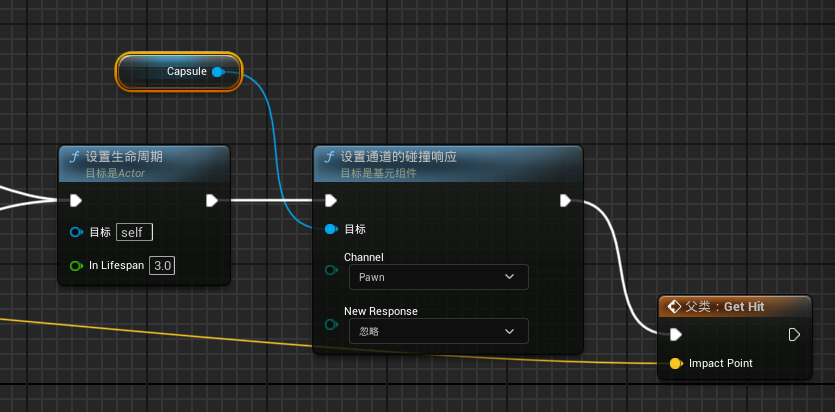 Capsule
设置生命周期
目标是Actor
目标 self
In Lifespan 3.0
设置通道的碰撞响应
目标是基元组件
目标
Channel
Pawn
New Response
忽略
父类：Get Hit
Impact Point